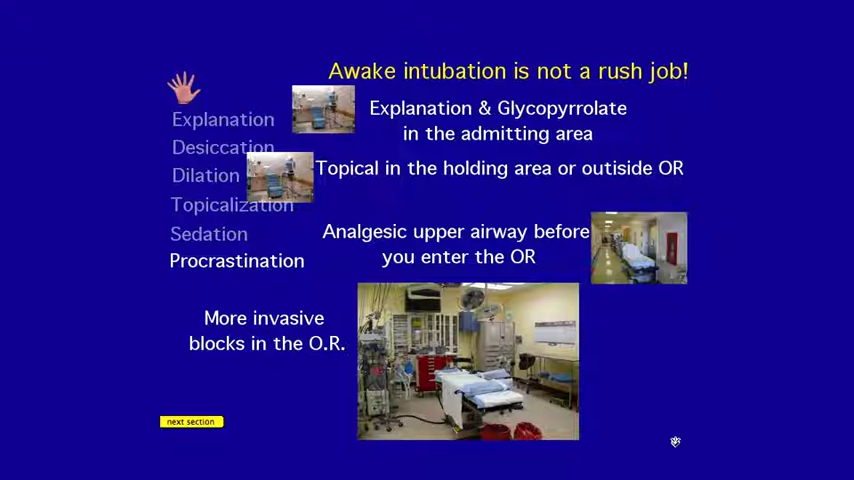 Awake intubation is not a rush job!
Explanation
Desiccation
Dilation
Topicalization
Sedation
Procrastination
Explanation & Glycopyrrolate
in the admitting area
Topical in the holding area or outiside OR
Analgesic upper airway before
you enter the OR
More invasive
blocks in the O.R.
next section